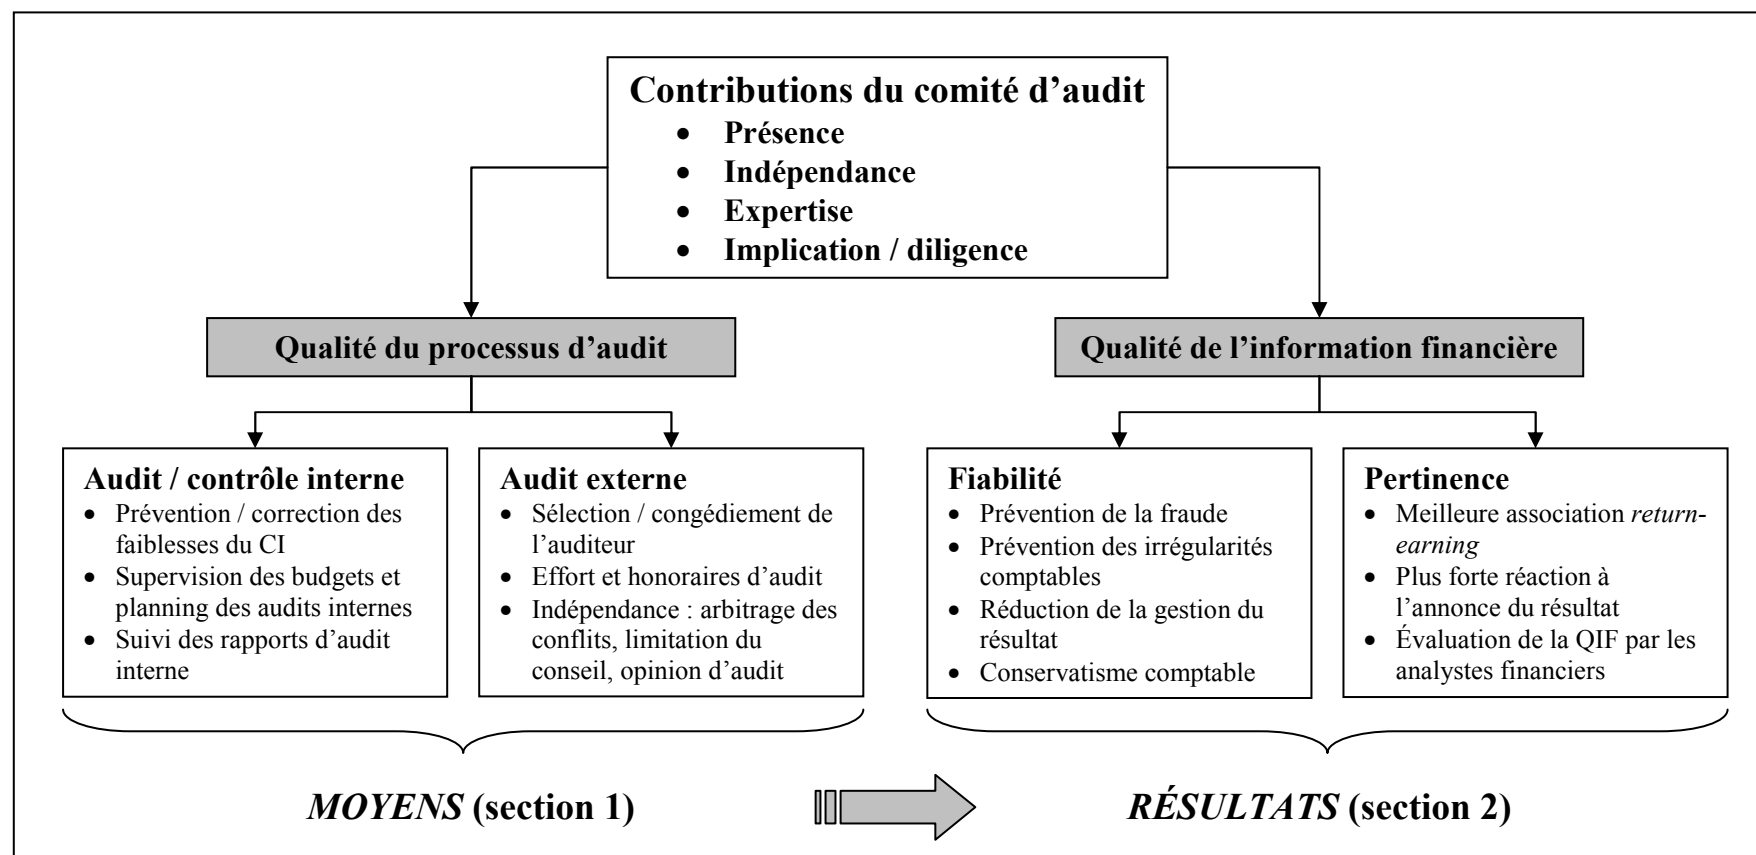 Contributions du comité d’audit
• Présence
• Indépendance
• Expertise
• Implication / diligence
Qualité du processus d’audit
Qualité de l’information financière
Audit / contrôle interne
• Prévention / correction des
faiblesses du CI
• Supervision des budgets et
planning des audits internes
• Suivi des rapports d’audit
interne
Audit externe
• Sélection / congédiement de
l’auditeur
• Effort et honoraires d’audit
• Indépendance : arbitrage des
conflits, limitation du
conseil, opinion d’audit
Fiabilité
• Prévention de la fraude
• Prévention des irrégularités
comptables
• Réduction de la gestion du
résultat
• Conservatisme comptable
Pertinence
• Meilleure association return-
earning
• Plus forte réaction à
l’annonce du résultat
• Évaluation de la QIF par les
analystes financiers
MOYENS (section 1)
RÉSULTATS (section 2)